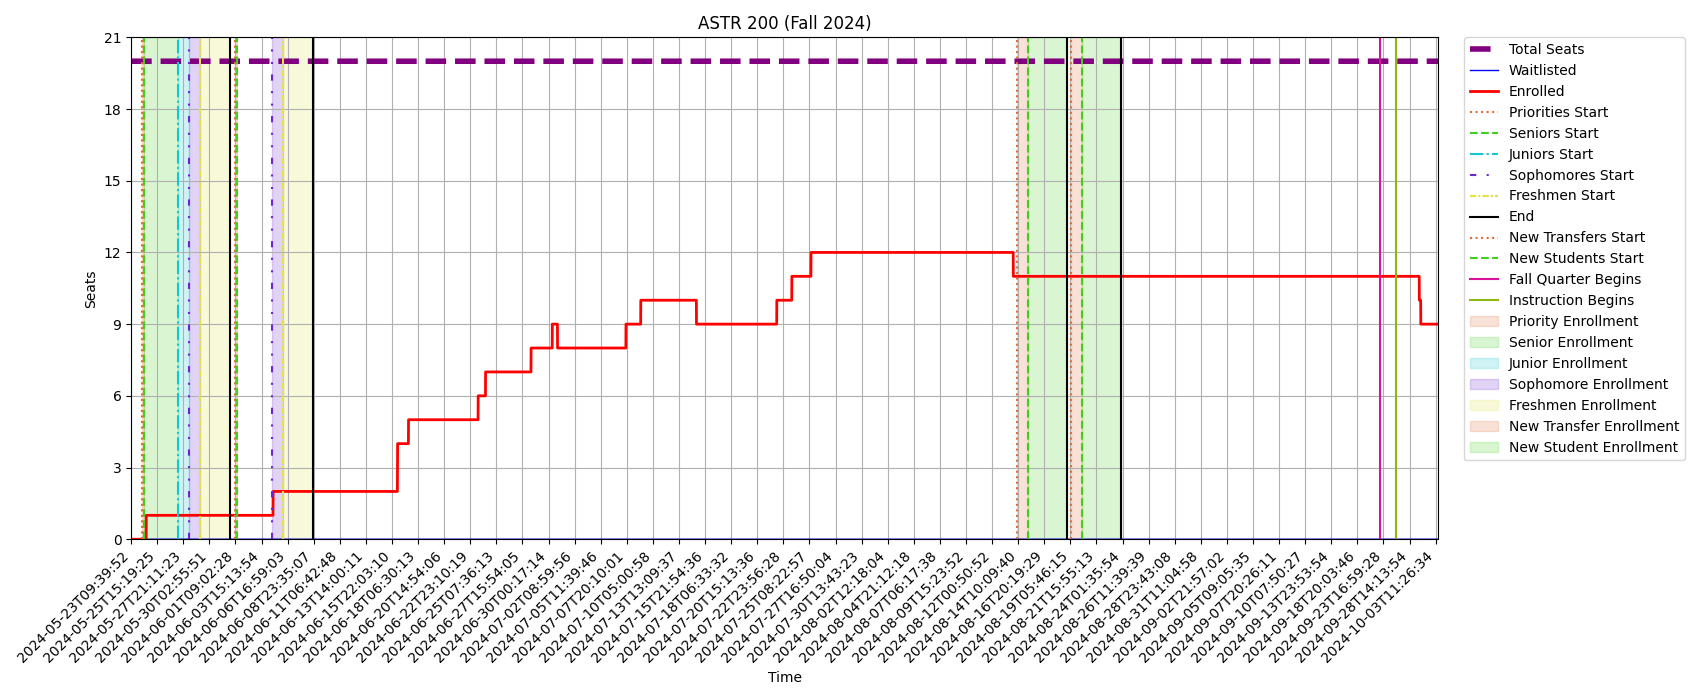 ASTR 200 (Fall 2024)
21
18
15
12
9
6
3
0
Seats
2024-05-23T09:39:52
2024-05-25T15:19:25
2024-05-27T21:11:23
2024-05-30T02:55:51
2024-06-01T09:02:28
2024-06-03T15:13:54
2024-06-06T16:59:03
2024-06-08T23:35:07
2024-06-11T06:42:48
2024-06-13T14:00:11
2024-06-15T22:03:10
2024-06-18T06:30:13
2024-06-20T14:54:06
2024-06-22T23:10:19
2024-06-25T07:36:13
2024-06-27T15:54:05
2024-06-30T00:17:14
2024-07-02T08:59:56
2024-07-05T11:39:46
2024-07-07T20:10:01
2024-07-10T05:00:58
2024-07-13T13:09:37
2024-07-15T21:54:36
2024-07-18T06:33:32
2024-07-20T15:13:36
2024-07-22T23:56:28
2024-07-25T08:22:57
2024-07-27T16:50:04
2024-07-30T13:43:23
2024-08-02T12:18:04
2024-08-04T21:12:18
2024-08-07T06:17:38
2024-08-09T15:23:52
2024-08-12T00:50:52
2024-08-14T10:09:40
2024-08-16T20:19:29
2024-08-19T05:46:15
2024-08-21T15:55:13
2024-08-24T01:35:54
2024-08-26T11:39:39
2024-08-28T23:43:08
2024-08-31T11:04:58
2024-09-02T21:57:02
2024-09-05T09:05:35
2024-09-07T20:26:11
2024-09-10T07:50:27
2024-09-13T23:53:54
2024-09-18T20:03:46
2024-09-23T16:59:28
2024-09-28T14:13:54
2024-10-03T11:26:34
Time
Total Seats
Waitlisted
Enrolled
Priorities Start
Seniors Start
Juniors Start
Sophomores Start
Freshmen Start
End
New Transfers Start
New Students Start
Fall Quarter Begins
Instruction Begins
Priority Enrollment
Senior Enrollment
Junior Enrollment
Sophomore Enrollment
Freshmen Enrollment
New Transfer Enrollment
New Student Enrollment